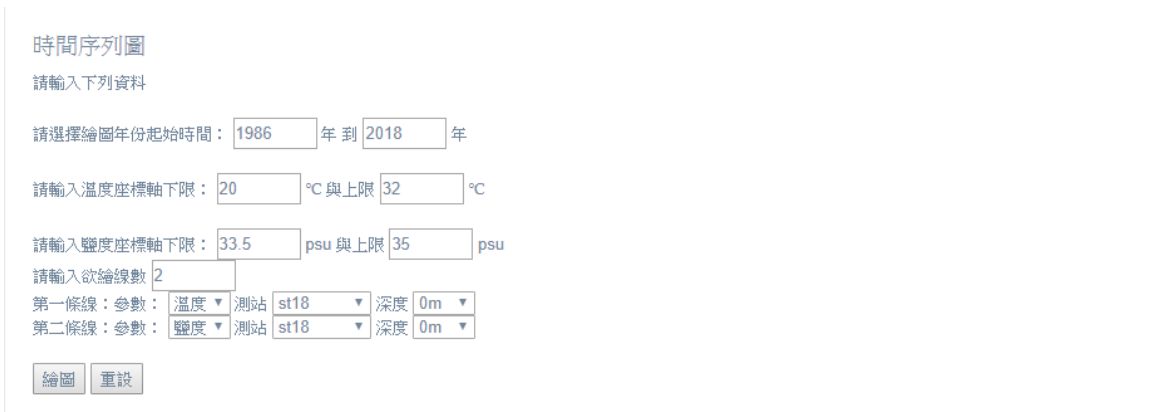 時間序列圖
請輸入下列資料
請選擇繪圖年份起始時間： 1986 年 到 2018 年
請輸入溫度座標軸下限： 20 ℃ 與上限 32 ℃
請輸入鹽度座標軸下限： 33.5 psu 與上限 35 psu
請輸入欲繪線數 2
第一條線：參數： 溫度 測站 st18 深度 0m
第二條線：參數： 鹽度 測站 st18 深度 0m
繪圖 重設